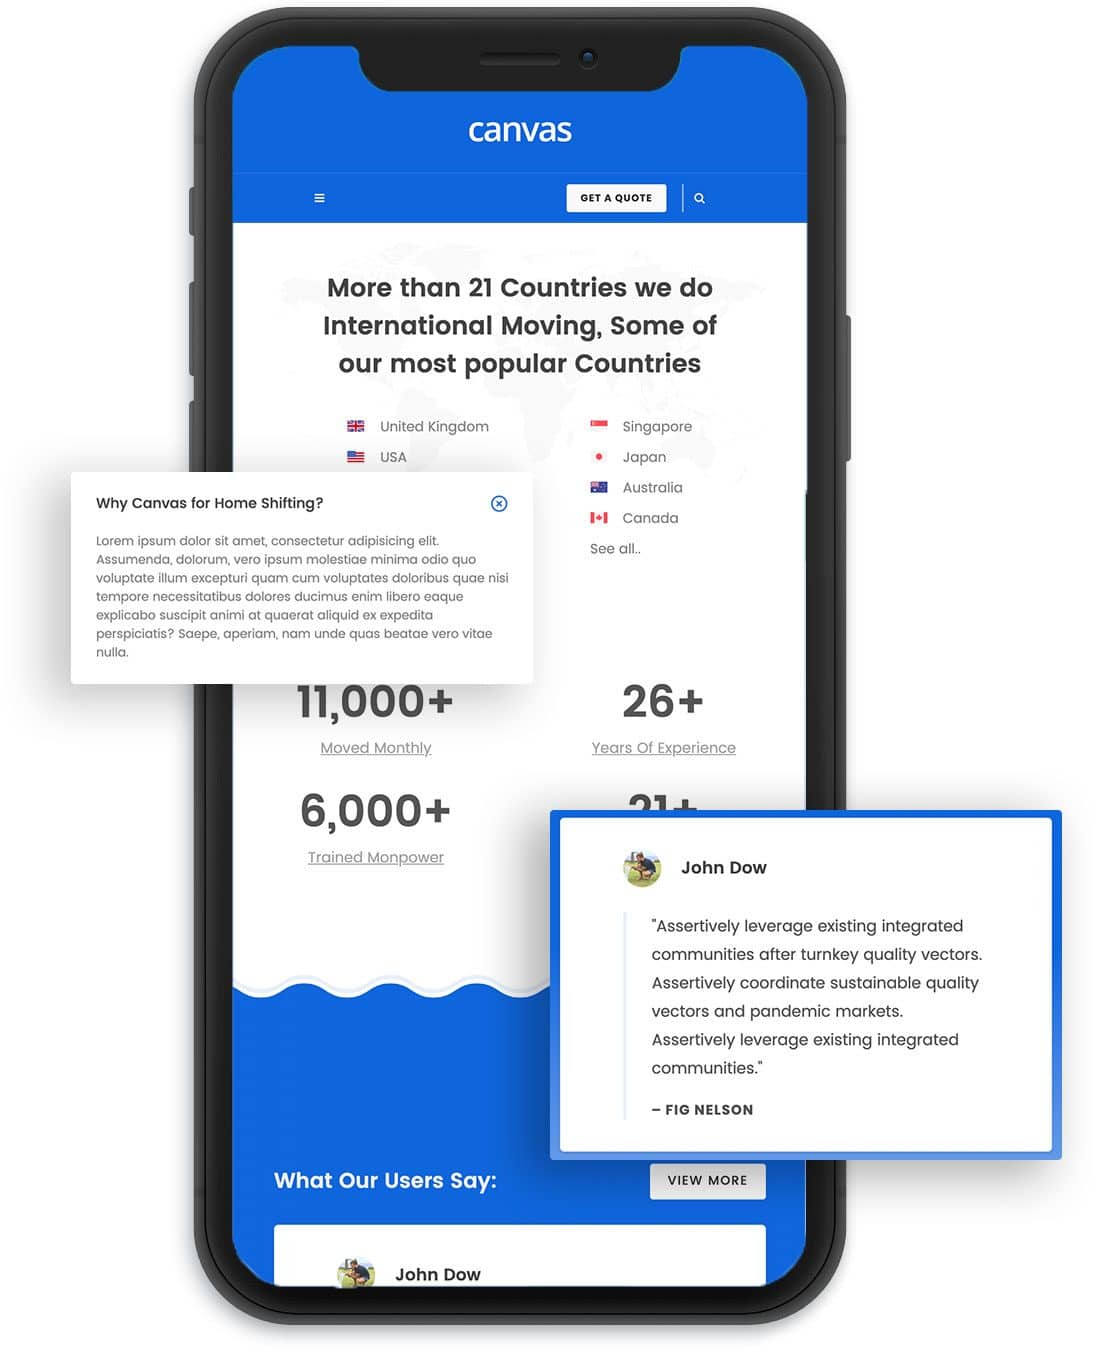 canvas
GET A QUOTE
More than 21 Countries we do
International Moving, Some of
our most popular Countries
United Kingdom
USA
Singapore
Japan
Australia
Canada
See all..
Why Canvas for Home Shifting?
Lorem ipsum dolor sit amet, consectetur adipisicing elit.
Assumenda, dolorum, vero ipsum molestiae minima odio quo
voluptate illum excepturi quam cum voluptates doloribus quae nisi
tempore necessitatibus dolores ducimus enim libero eaque
explicabo suscipit animi at quaerat aliquid ex expedita
perspiciatis? Saepe, aperiam, nam unde quas beatae vero vitae
nulla.
11,000+
Moved Monthly
26+
Years Of Experience
6,000+
Trained Monpower
21+
John Dow
"Assertively leverage existing integrated
communities after turnkey quality vectors.
Assertively coordinate sustainable quality
vectors and pandemic markets.
Assertively leverage existing integrated
communities."
– FIG NELSON
What Our Users Say:
VIEW MORE
John Dow